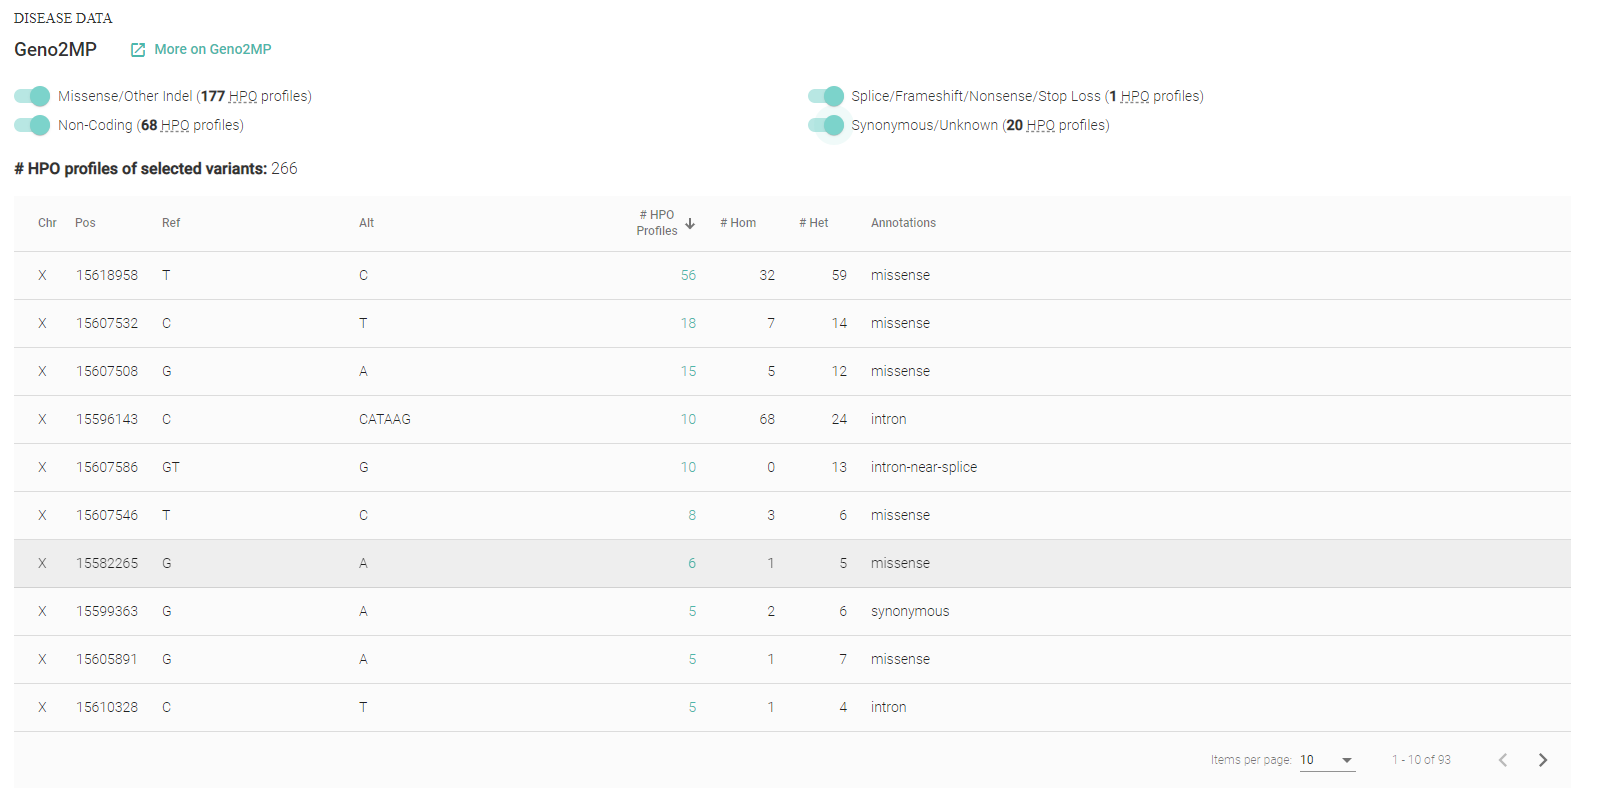 DISEASE DATA
Geno2MP More on Geno2MP
Missense/Other Indel (177 HPO profiles) Splice/Frameshift/Nonsense/Stop Loss (1 HPO profiles)
Non-Coding (68 HPO profiles) Synonymous/Unknown (20 HPO profiles)
# HPO profiles of selected variants: 266
Chr Pos Ref Alt # HPO Profiles # Hom # Het Annotations
X 15618958 T C 56 32 59 missense
X 15607532 C T 18 7 14 missense
X 15607508 G A 15 5 12 missense
X 15596143 C CATAAG 10 68 24 intron
X 15607586 GT G 10 0 13 intron-near-splice
X 15607546 T C 8 3 6 missense
X 15582265 G A 6 1 5 missense
X 15599363 G A 5 2 6 synonymous
X 15605891 G A 5 1 7 missense
X 15610328 C T 5 1 4 intron
Items per page: 10 1 - 10 of 93